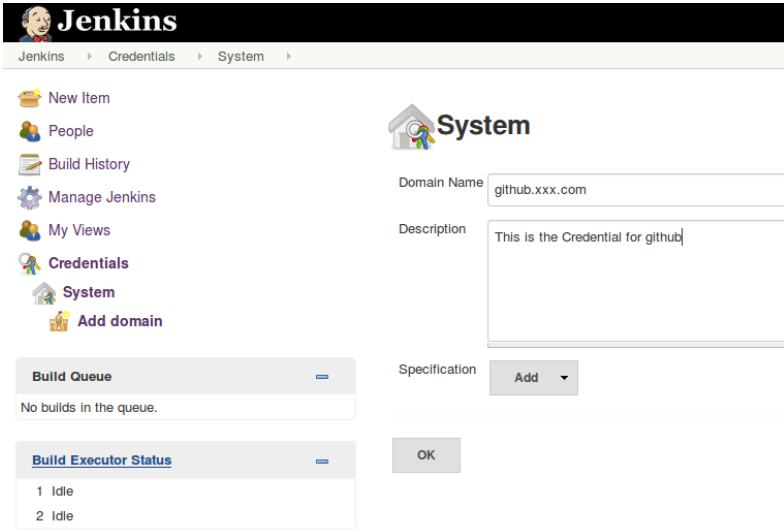 Jenkins
Jenkins Credentials System
New Item
People
Build History
Manage Jenkins
My Views
Credentials
System
Add domain
Build Queue
No builds in the queue.
Build Executor Status
1 Idle
2 Idle
System
Domain Name github.xxx.com
Description This is the Credential for github
Specification Add
OK